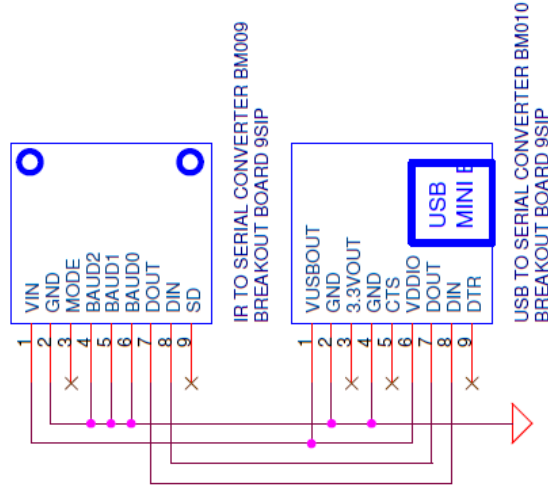 VIN
GND
MODE
BAUD2
BAUD1
BAUD0
DOUT
DIN
SD
1
2
3
4
5
6
7
8
9
IR TO SERIAL CONVERTER BM009
BREAKOUT BOARD 9SIP
VUSBOUT
GND
3.3VOUT
GND
CTS
VDDIO
DOUT
DIN
DTR
1
2
3
4
5
6
7
8
9
USB
MINI B
USB TO SERIAL CONVERTER BM010
BREAKOUT BOARD 9SIP